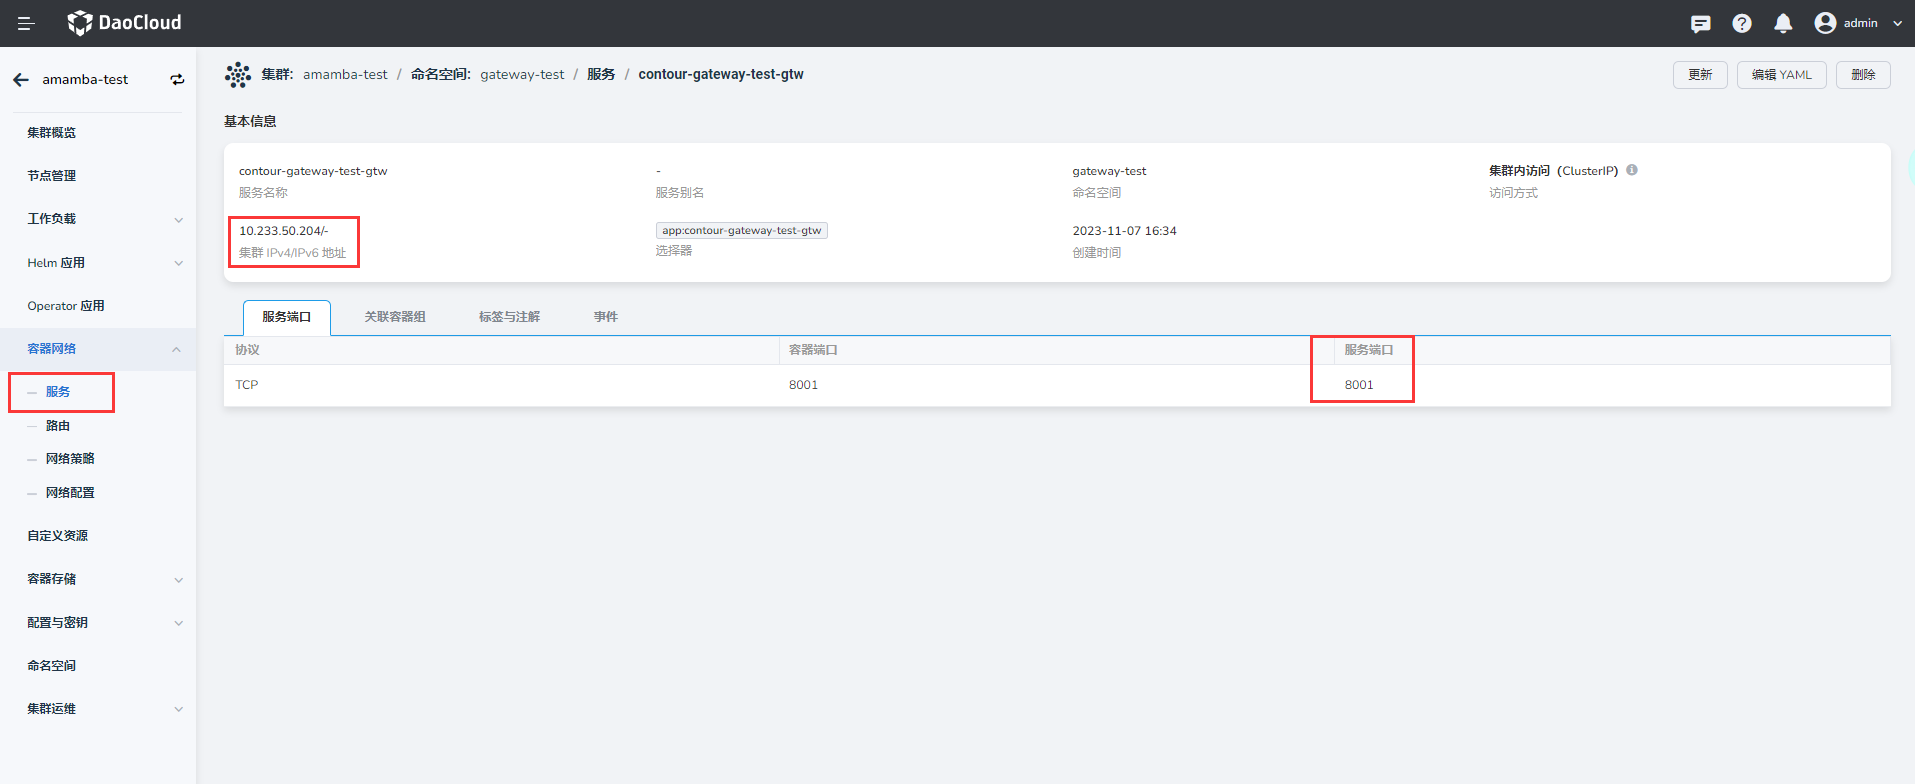 DaoCloud
admin
amamba-test
集群概览
节点管理
工作负载
Helm 应用
Operator 应用
容器网络
服务
路由
网络策略
网络配置
自定义资源
容器存储
配置与密钥
命名空间
集群运维
集群: amamba-test / 命名空间: gateway-test / 服务 / contour-gateway-test-gtw
更新
编辑 YAML
删除
基本信息
contour-gateway-test-gtw
服务名称
-
服务别名
gateway-test
命名空间
集群内访问（ClusterIP）
访问方式
10.233.50.204/-
集群 IPv4/IPv6 地址
app:contour-gateway-test-gtw
选择器
2023-11-07 16:34
创建时间
服务端口 关联容器组 标签与注解 事件
协议 容器端口 服务端口
TCP 8001 8001